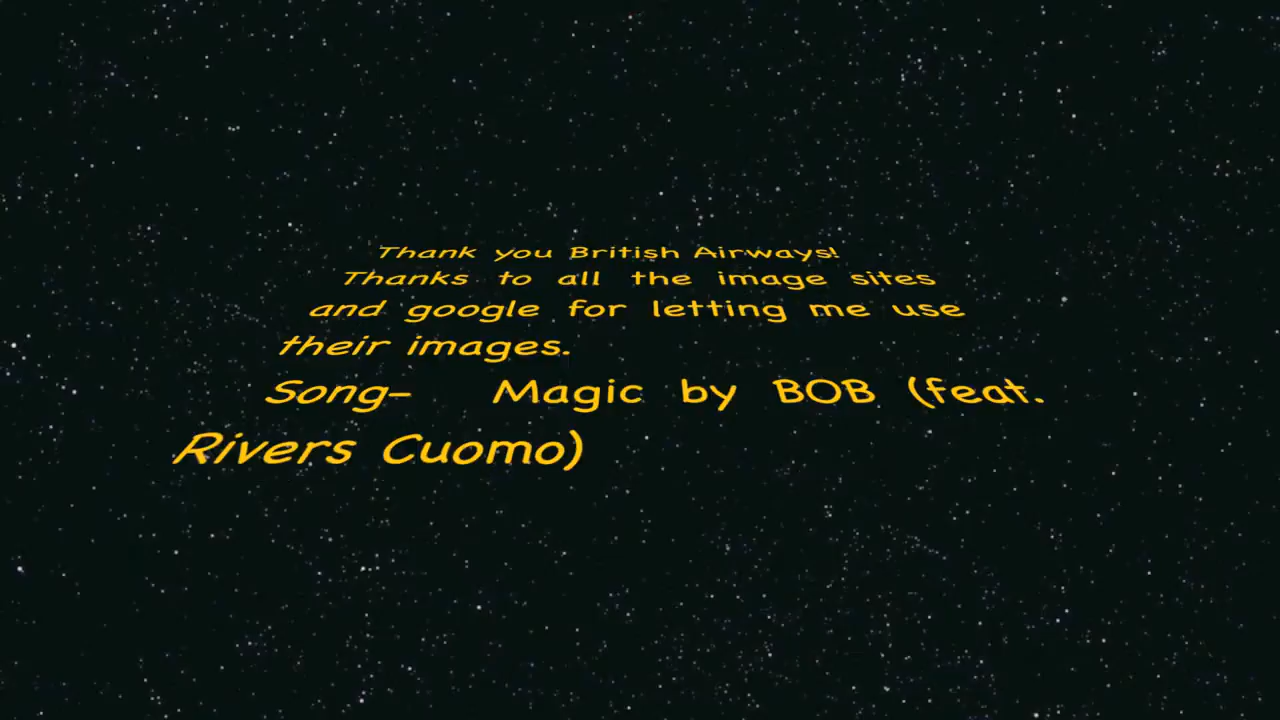 Thank you British Airways!
Thanks to all the image sites
and google for letting me use
their images.
Song- Magic by BOB (feat.
Rivers Cuomo)